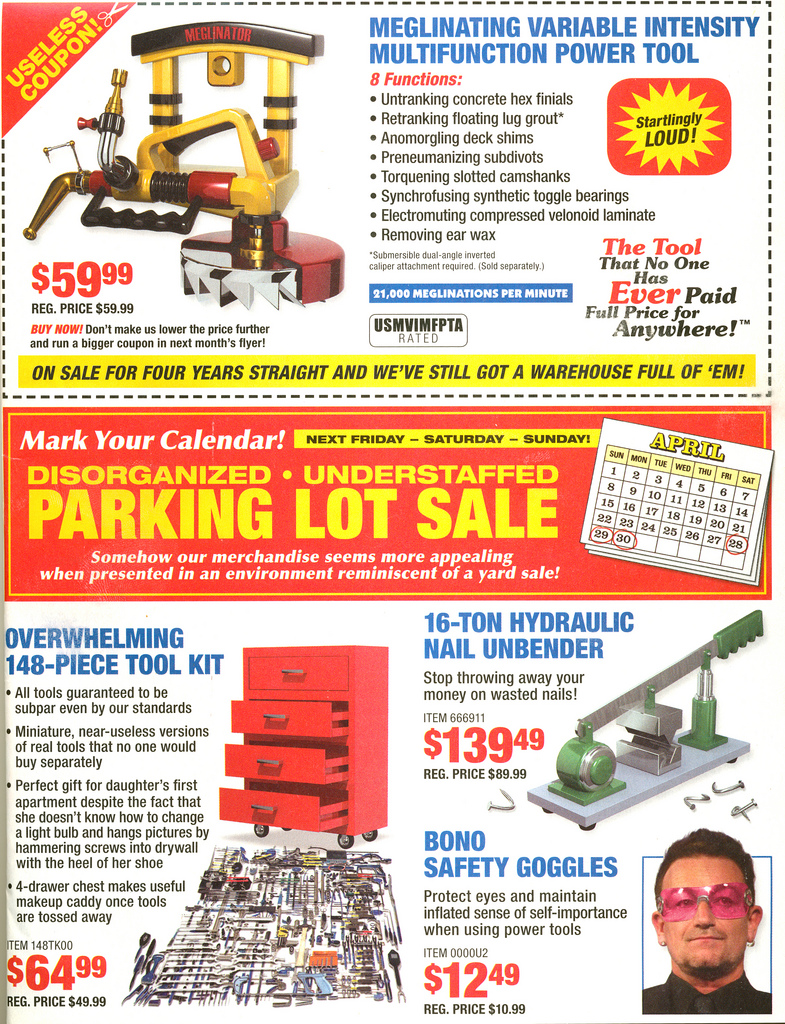 USELESS
COUPON!
MEGLINATOR
MEGLINATING VARIABLE INTENSITY
MULTIFUNCTION POWER TOOL
8 Functions:
• Untranking concrete hex finials
• Retranking floating lug grout*
• Anomorgling deck shims
• Preneumanizing subdivots
• Torquening slotted camshanks
• Synchrofusing synthetic toggle bearings
• Electromuting compressed velonoid laminate
• Removing ear wax
*Submersible dual-angle inverted
caliper attachment required. (Sold separately.)
Startlingly
LOUD!
21,000 MEGLINATIONS PER MINUTE
USMVIMFPTA
RATED
The Tool
That No One
Has
Ever Paid
Full Price for
Anywhere!™
$5999
REG. PRICE $59.99
BUY NOW! Don't make us lower the price further
and run a bigger coupon in next month's flyer!
ON SALE FOR FOUR YEARS STRAIGHT AND WE'VE STILL GOT A WAREHOUSE FULL OF 'EM!
Mark Your Calendar!
NEXT FRIDAY – SATURDAY – SUNDAY!
DISORGANIZED • UNDERSTAFFED
PARKING LOT SALE
Somehow our merchandise seems more appealing
when presented in an environment reminiscent of a yard sale!
APRIL
SUN MON TUE WED THU FRI SAT
1 2 3 4 5 6 7
8 9 10 11 12 13 14
15 16 17 18 19 20 21
22 23 24 25 26 27 28
29 30
OVERWHELMING
148-PIECE TOOL KIT
• All tools guaranteed to be
subpar even by our standards
• Miniature, near-useless versions
of real tools that no one would
buy separately
• Perfect gift for daughter's first
apartment despite the fact that
she doesn't know how to change
a light bulb and hangs pictures by
hammering screws into drywall
with the heel of her shoe
• 4-drawer chest makes useful
makeup caddy once tools
are tossed away
ITEM 148TK00
$6499
REG. PRICE $49.99
16-TON HYDRAULIC
NAIL UNBENDER
Stop throwing away your
money on wasted nails!
ITEM 666911
$13949
REG. PRICE $89.99
BONO
SAFETY GOGGLES
Protect eyes and maintain
inflated sense of self-importance
when using power tools
ITEM 0000U2
$1249
REG. PRICE $10.99